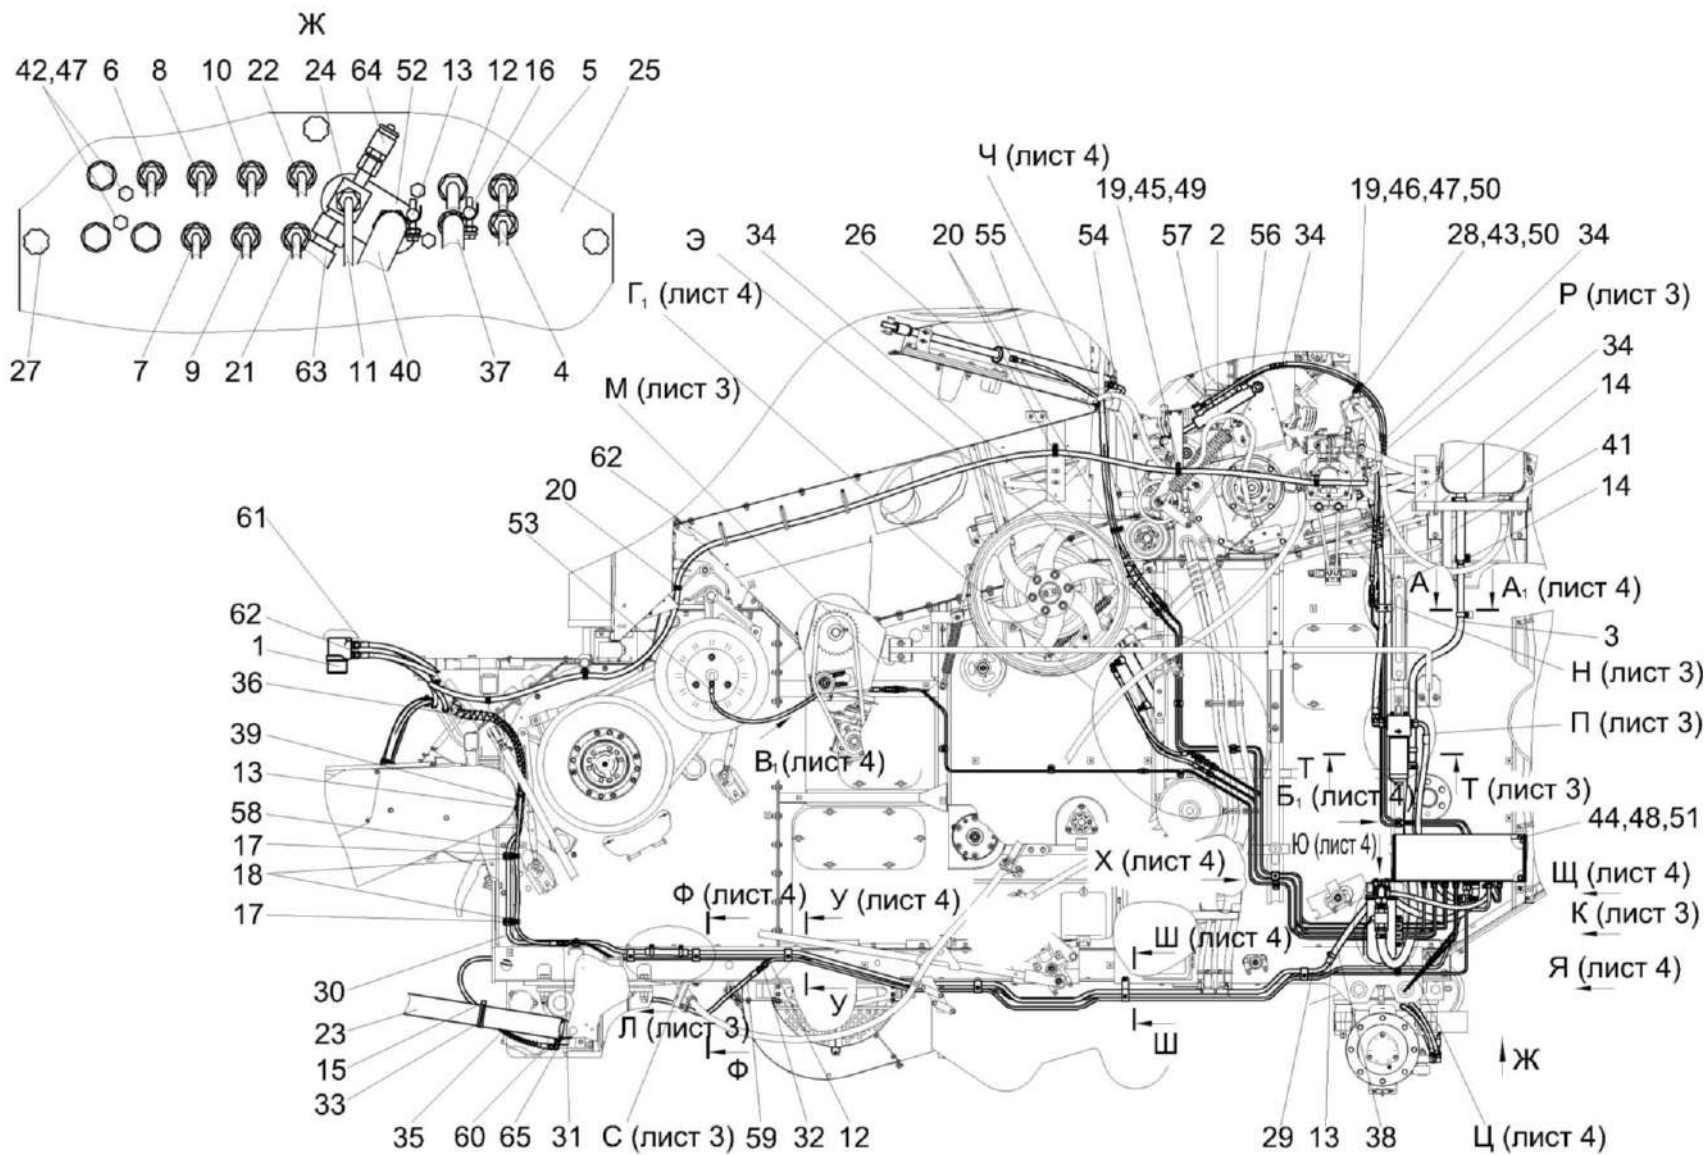 Ж
42,47 6 8 10 22 24 64 52 13 12 16 5 25
27 7 9 21 63 11 40 37 4
Ч (лист 4)
19,45,49 19,46,47,50
Э 34 26 20 55 54 57 2 56 34 28,43,50 34
Г₁ (лист 4) Р (лист 3)
34
М (лист 3) 14
62 41
20 14
53
61
А А₁ (лист 4)
62
1 3
36 Н (лист 3)
39 П (лист 3)
В₁(лист 4) Т
13 Б₁ (лист 4) Т (лист 3)
58 44,48,51
17 Ю (лист 4)
18 Х (лист 4) Щ (лист 4)
17 Ф (лист 4) У (лист 4) К (лист 3)
Ш (лист 4)
30 Я (лист 4)
23 Л (лист 3) У
15 Ф Ш Ж
33
35 60 65 31 С (лист 3) 59 32 12 29 13 38 Ц (лист 4)